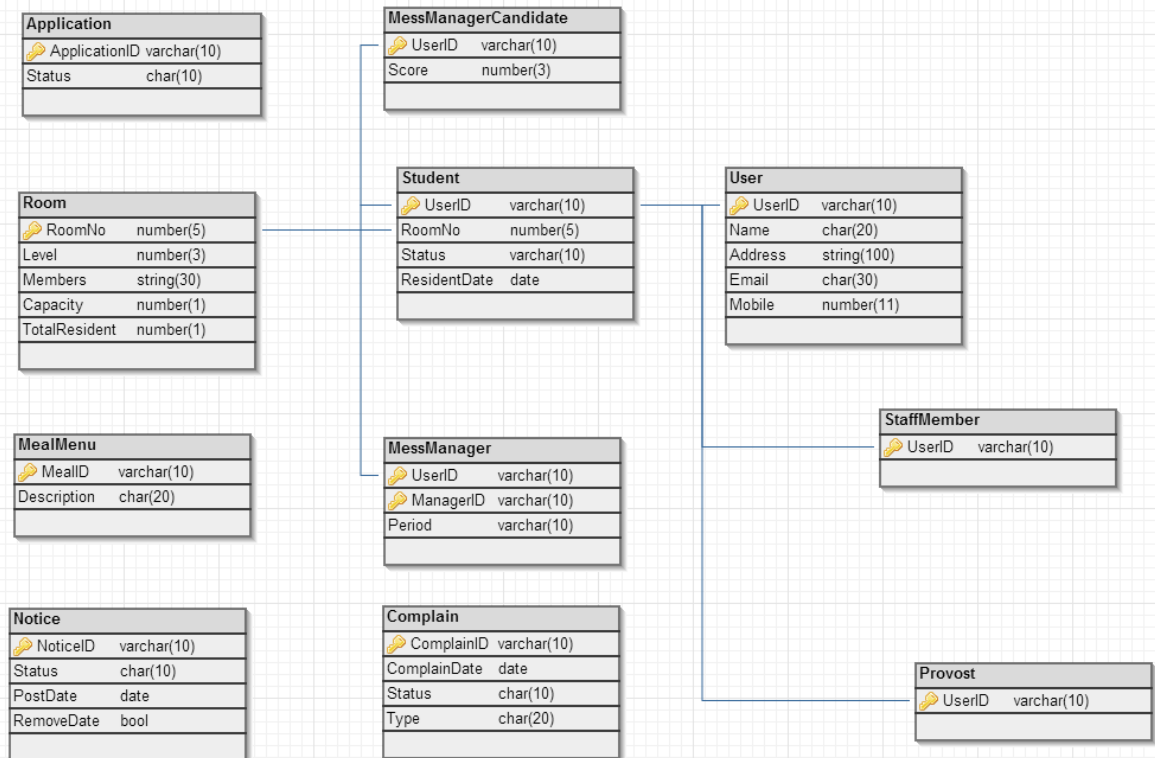 Application
ApplicationID varchar(10)
Status char(10)
MessManagerCandidate
UserID varchar(10)
Score number(3)
Room
RoomNo number(5)
Level number(3)
Members string(30)
Capacity number(1)
TotalResident number(1)
Student
UserID varchar(10)
RoomNo number(5)
Status varchar(10)
ResidentDate date
User
UserID varchar(10)
Name char(20)
Address string(100)
Email char(30)
Mobile number(11)
MealMenu
MealID varchar(10)
Description char(20)
MessManager
UserID varchar(10)
ManagerID varchar(10)
Period varchar(10)
StaffMember
UserID varchar(10)
Notice
NoticeID varchar(10)
Status char(10)
PostDate date
RemoveDate bool
Complain
ComplainID varchar(10)
ComplainDate date
Status char(10)
Type char(20)
Provost
UserID varchar(10)